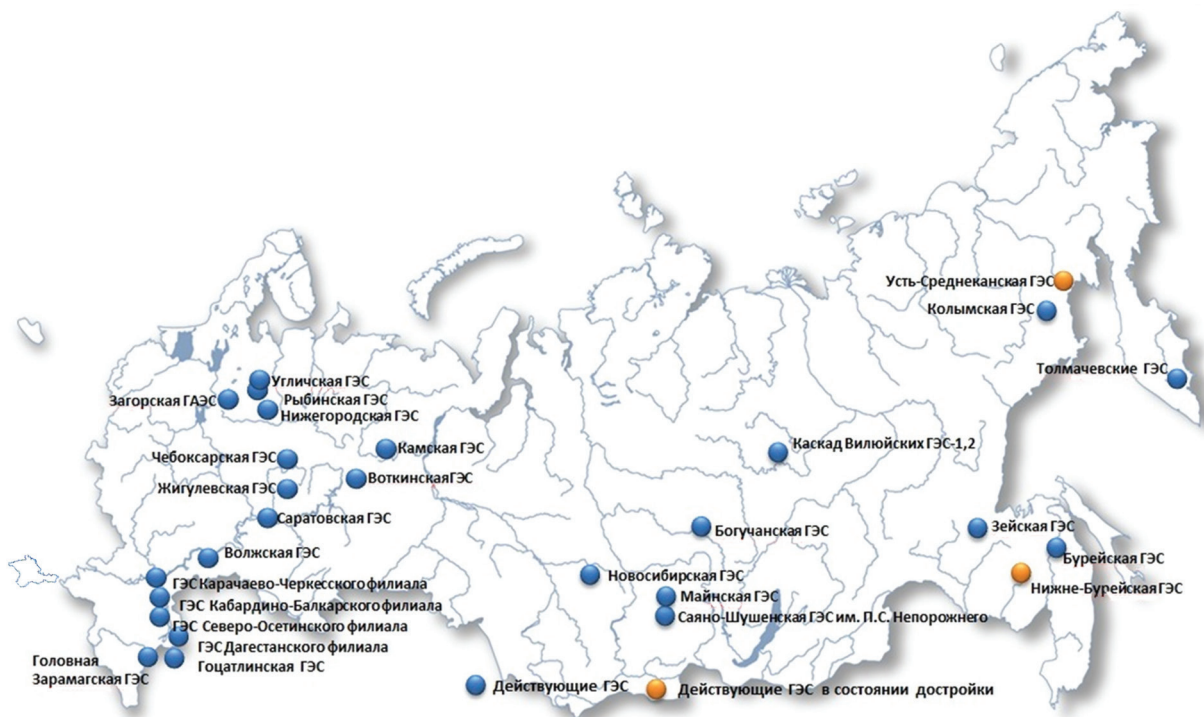 Усть-Среднеканская ГЭС
Колымская ГЭС
Толмачевские ГЭС
Угличская ГЭС
Загорская ГАЭС
Рыбинская ГЭС
Нижегородская ГЭС
Каскад Вилюйских ГЭС-1,2
Камская ГЭС
Чебоксарская ГЭС
ВоткинскаяГЭС
Жигулевская ГЭС
Саратовская ГЭС
Богучанская ГЭС
Зейская ГЭС
Волжская ГЭС
Бурейская ГЭС
Новосибирская ГЭС
ГЭС Карачаево-Черкесского филиала
Нижне-Бурейская ГЭС
Майнская ГЭС
ГЭС Кабардино-Балкарского филиала
Саяно-Шушенская ГЭС им. П.С. Непорожнего
ГЭС Северо-Осетинского филиала
ГЭС Дагестанского филиала
Головная
Зарамагская ГЭС
Гоцатлинская ГЭС
Действующие ГЭС
Действующие ГЭС в состоянии достройки